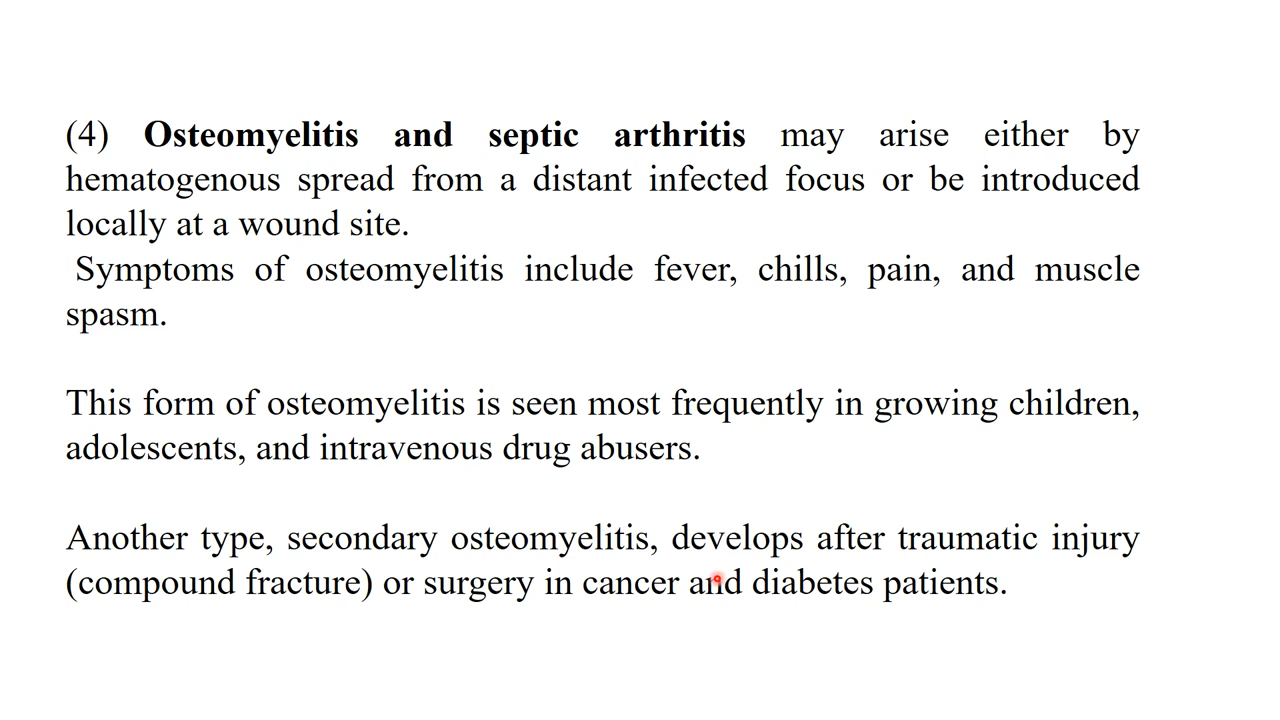 (4) Osteomyelitis and septic arthritis may arise either by
hematogenous spread from a distant infected focus or be introduced
locally at a wound site.
Symptoms of osteomyelitis include fever, chills, pain, and muscle
spasm.
This form of osteomyelitis is seen most frequently in growing children,
adolescents, and intravenous drug abusers.
Another type, secondary osteomyelitis, develops after traumatic injury
(compound fracture) or surgery in cancer and diabetes patients.